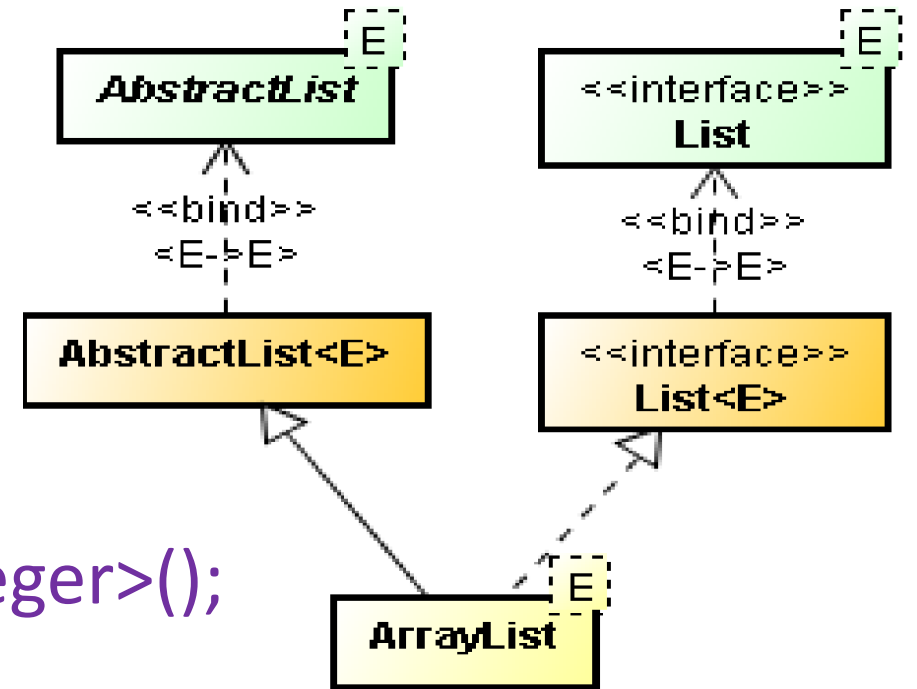 E
AbstractList
<<bind>>
<E->E>
AbstractList<E>
E
<<interface>>
List
<<bind>>
<E->E>
<<interface>>
List<E>
eger>();
E
ArrayList